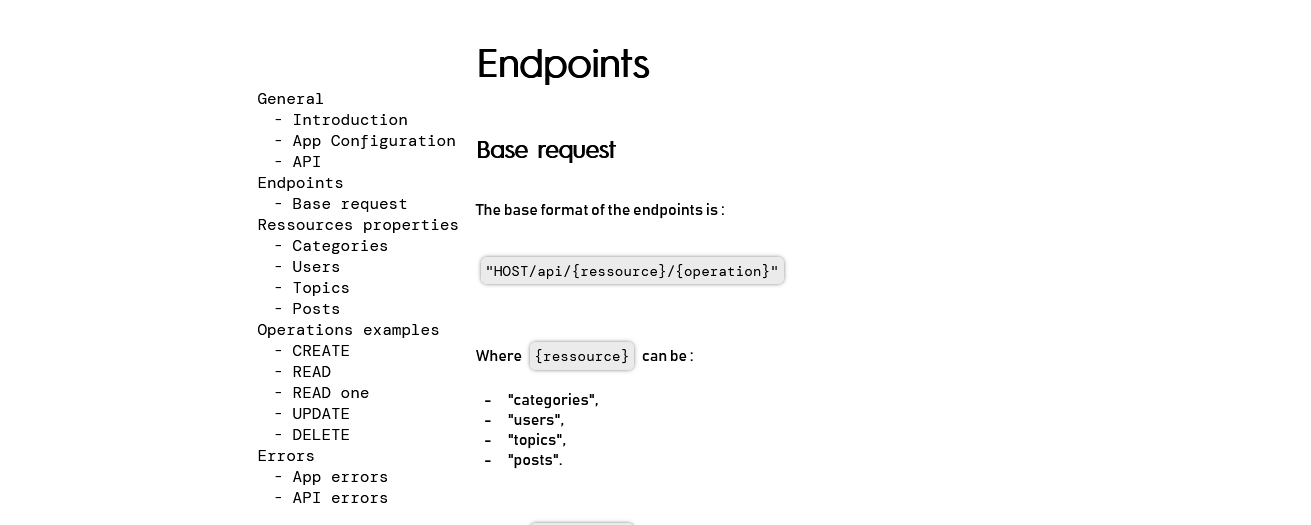 General
- Introduction
- App Configuration
- API
Endpoints
- Base request
Ressources properties
- Categories
- Users
- Topics
- Posts
Operations examples
- CREATE
- READ
- READ one
- UPDATE
- DELETE
Errors
- App errors
- API errors
Endpoints
Base request
The base format of the endpoints is :
"HOST/api/{ressource}/{operation}"
Where {ressource} can be :
- "categories",
- "users",
- "topics",
- "posts".